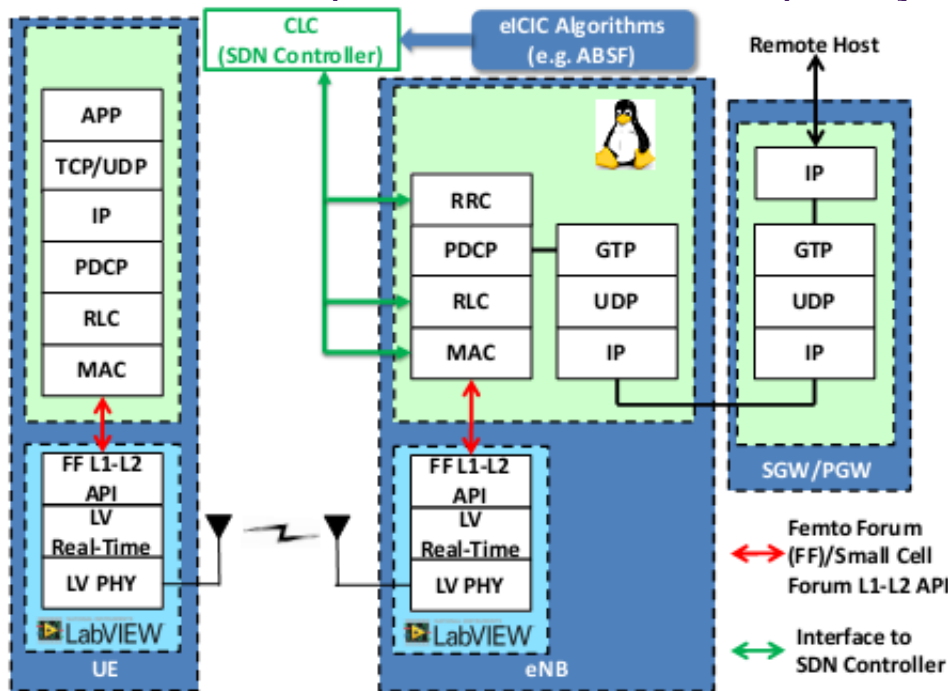 CLC
(SDN Controller)
eICIC Algorithms
(e.g. ABSF)
Remote Host
APP
TCP/UDP
IP
PDCP
RLC
MAC
FF L1-L2
API
LV
Real-Time
LV PHY
LabVIEW
UE
RRC
PDCP
RLC
MAC
GTP
UDP
IP
FF L1-L2
API
LV
Real-Time
LV PHY
LabVIEW
eNB
IP
GTP
UDP
IP
SGW/PGW
Femto Forum
(FF)/Small Cell
Forum L1-L2 API
Interface to
SDN Controller